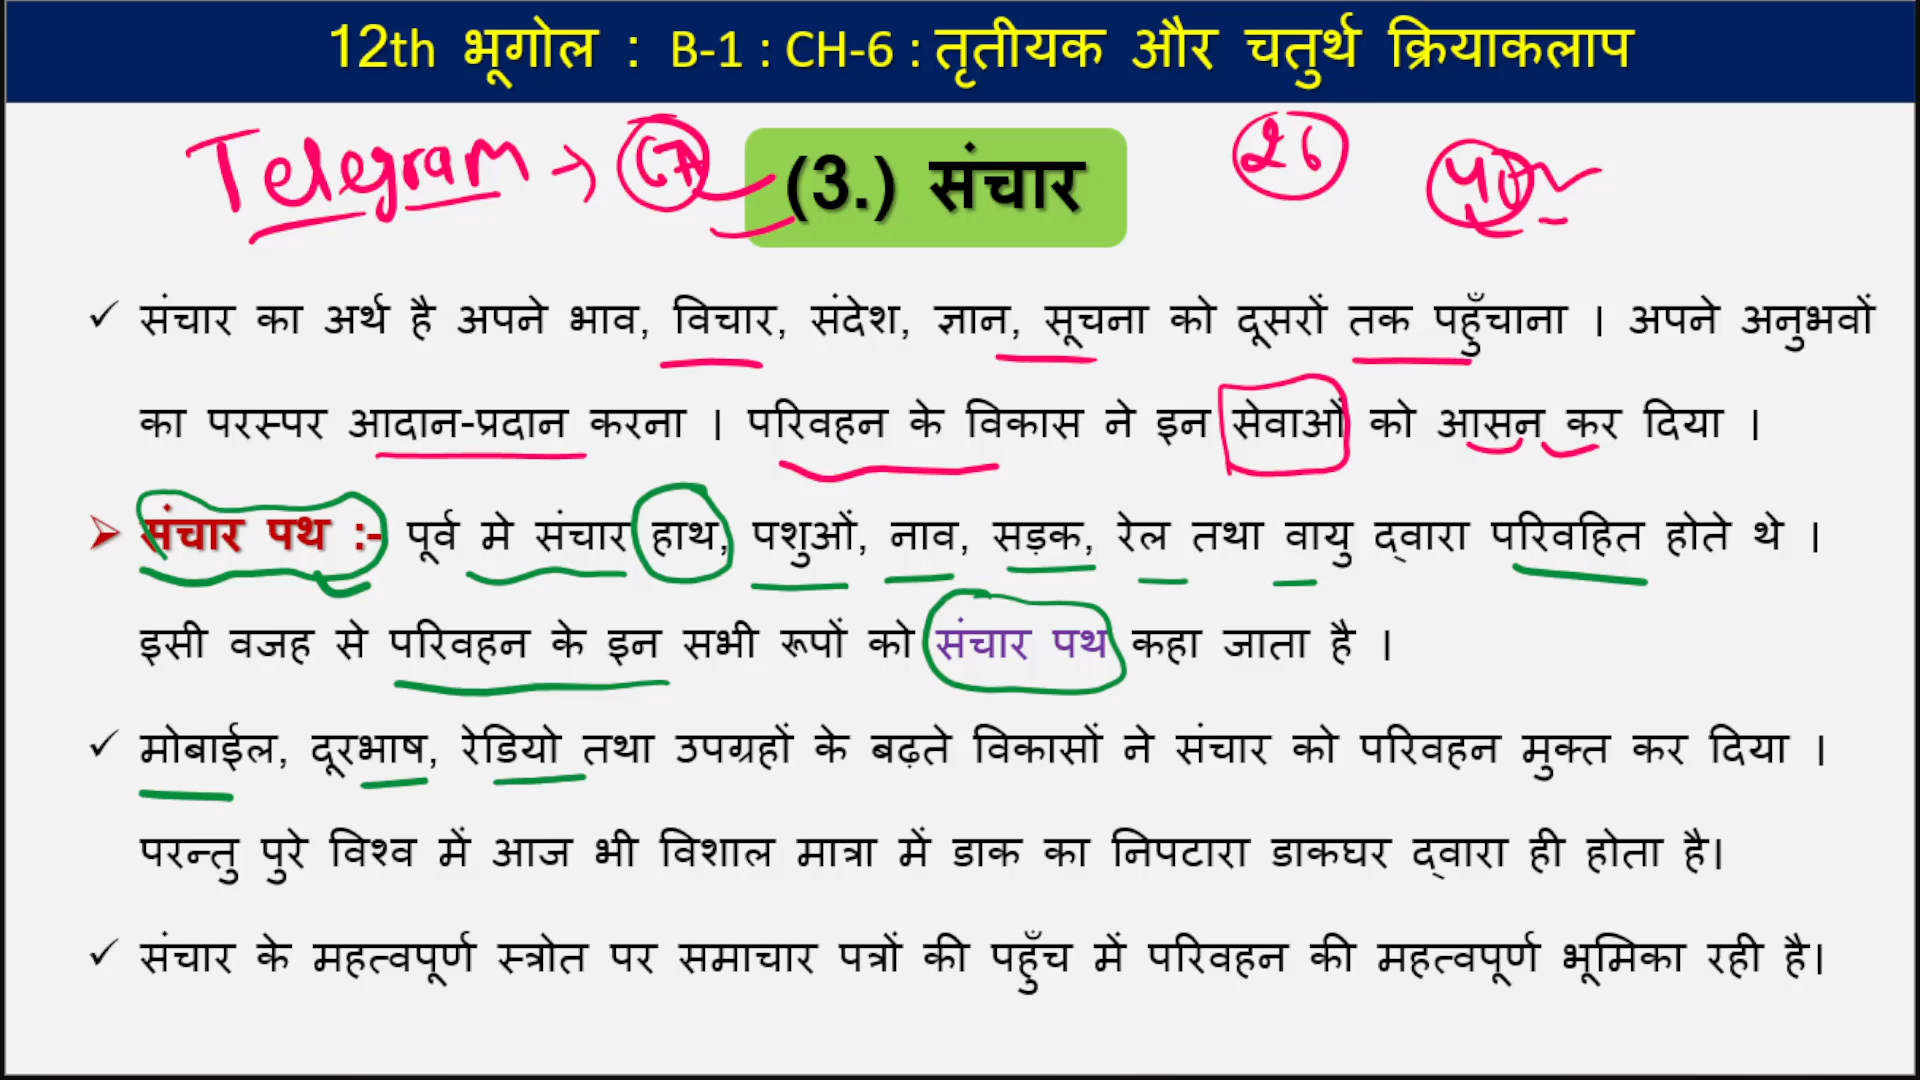 12th भूगोल : B-1 : CH-6 : तृतीयक और चतुर्थ क्रियाकलाप
Telegram →
(3.) संचार
26
✓ संचार का अर्थ है अपने भाव, विचार, संदेश, ज्ञान, सूचना को दूसरों तक पहुँचाना । अपने अनुभवों
का परस्पर आदान-प्रदान करना । परिवहन के विकास ने इन सेवाओं को आसन कर दिया ।
➢ संचार पथ :- पूर्व मे संचार हाथ, पशुओं, नाव, सड़क, रेल तथा वायु द्वारा परिवहित होते थे ।
इसी वजह से परिवहन के इन सभी रूपों को संचार पथ कहा जाता है ।
✓ मोबाईल, दूरभाष, रेडियो तथा उपग्रहों के बढ़ते विकासों ने संचार को परिवहन मुक्त कर दिया ।
परन्तु पुरे विश्व में आज भी विशाल मात्रा में डाक का निपटारा डाकघर द्वारा ही होता है।
✓ संचार के महत्वपूर्ण स्त्रोत पर समाचार पत्रों की पहुँच में परिवहन की महत्वपूर्ण भूमिका रही है।